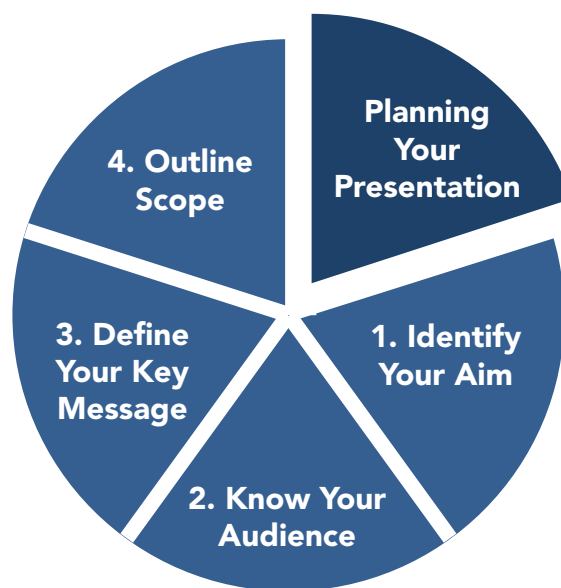 Planning
Your
Presentation
1. Identify
Your Aim
2. Know Your
Audience
3. Define
Your Key
Message
4. Outline
Scope